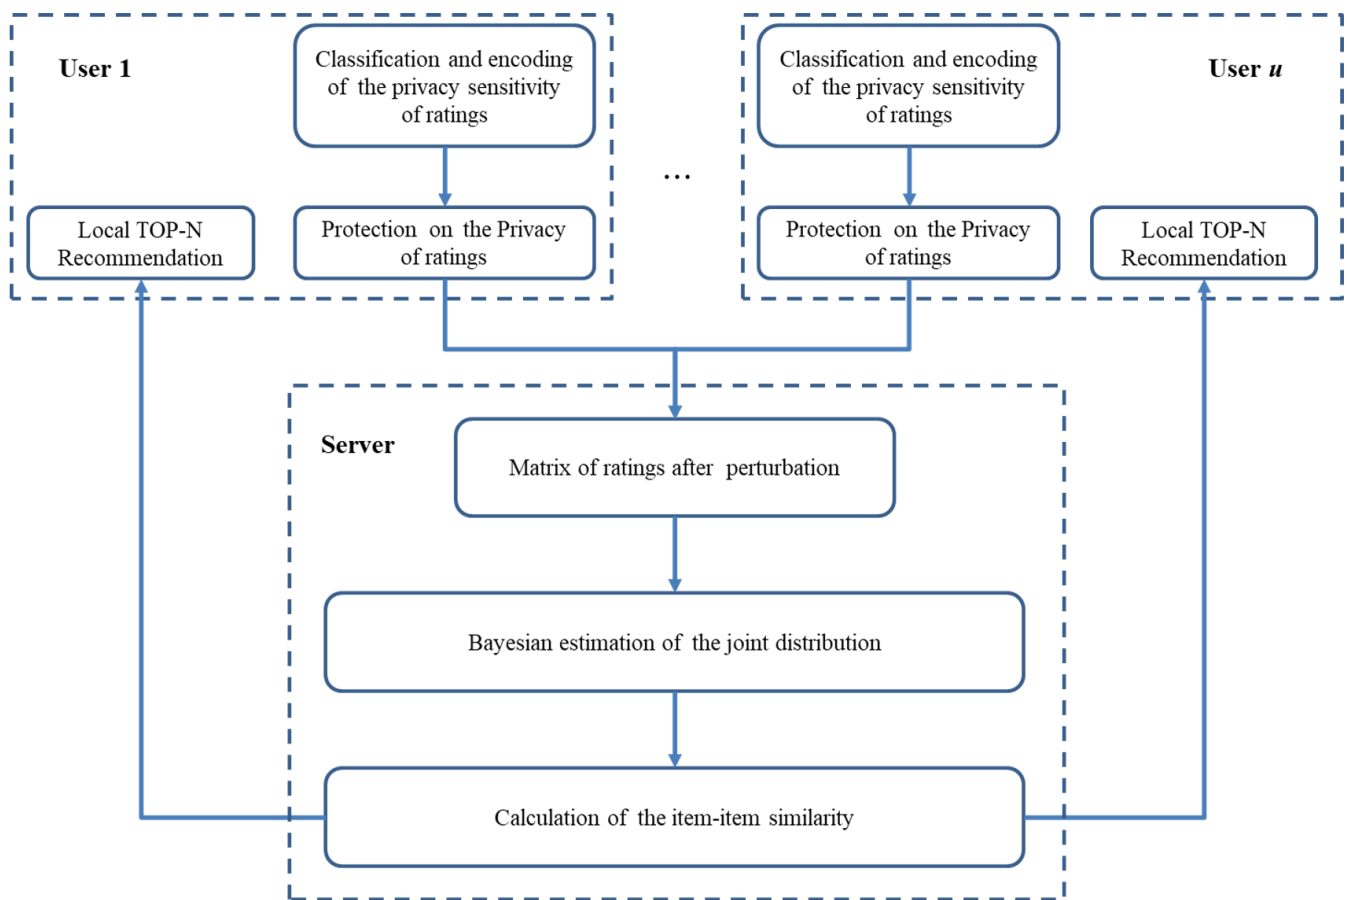 User 1
Classification and encoding
of the privacy sensitivity
of ratings
Local TOP-N
Recommendation
Protection on the Privacy
of ratings
...
Classification and encoding
of the privacy sensitivity
of ratings
User u
Protection on the Privacy
of ratings
Local TOP-N
Recommendation
Server
Matrix of ratings after perturbation
Bayesian estimation of the joint distribution
Calculation of the item-item similarity